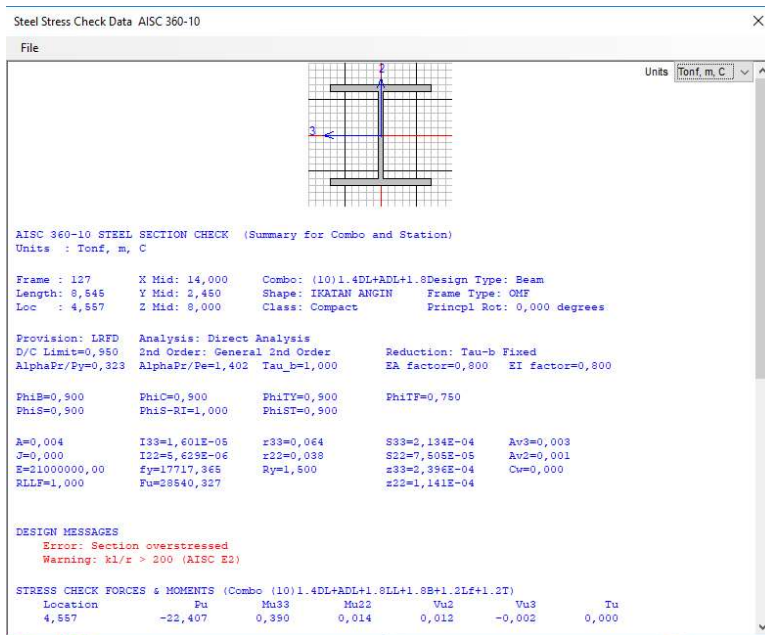 Steel Stress Check Data AISC 360-10
File
Units Tonf, m, C
2
3
AISC 360-10 STEEL SECTION CHECK (Summary for Combo and Station)
Units : Tonf, m, C
Frame : 127 X Mid: 14,000 Combo: (10)1.4DL+ADL+1.8Design Type: Beam
Length: 8,545 Y Mid: 2,450 Shape: IKATAN ANGIN Frame Type: OMF
Loc : 4,557 Z Mid: 8,000 Class: Compact Princpl Rot: 0,000 degrees
Provision: LRFD Analysis: Direct Analysis
D/C Limit=0,950 2nd Order: General 2nd Order Reduction: Tau-b Fixed
AlphaPr/Py=0,323 AlphaPr/Pe=1,402 Tau_b=1,000 EA factor=0,800 EI factor=0,800
PhiB=0,900 PhiC=0,900 PhiTY=0,900 PhiTF=0,750
PhiS=0,900 PhiS-RI=1,000 PhiST=0,900
A=0,004 I33=1,601E-05 r33=0,064 S33=2,134E-04 Av3=0,003
J=0,000 I22=5,629E-06 r22=0,038 S22=7,505E-05 Av2=0,001
E=21000000,00 fy=17717,365 Ry=1,500 z33=2,396E-04 Cw=0,000
RLLF=1,000 Fu=28540,327 z22=1,141E-04
DESIGN MESSAGES
Error: Section overstressed
Warning: kl/r > 200 (AISC E2)
STRESS CHECK FORCES & MOMENTS (Combo (10)1.4DL+ADL+1.8LL+1.8B+1.2Lf+1.2T)
Location Pu Mu33 Mu22 Vu2 Vu3 Tu
4,557 -22,407 0,390 0,014 0,012 -0,002 0,000